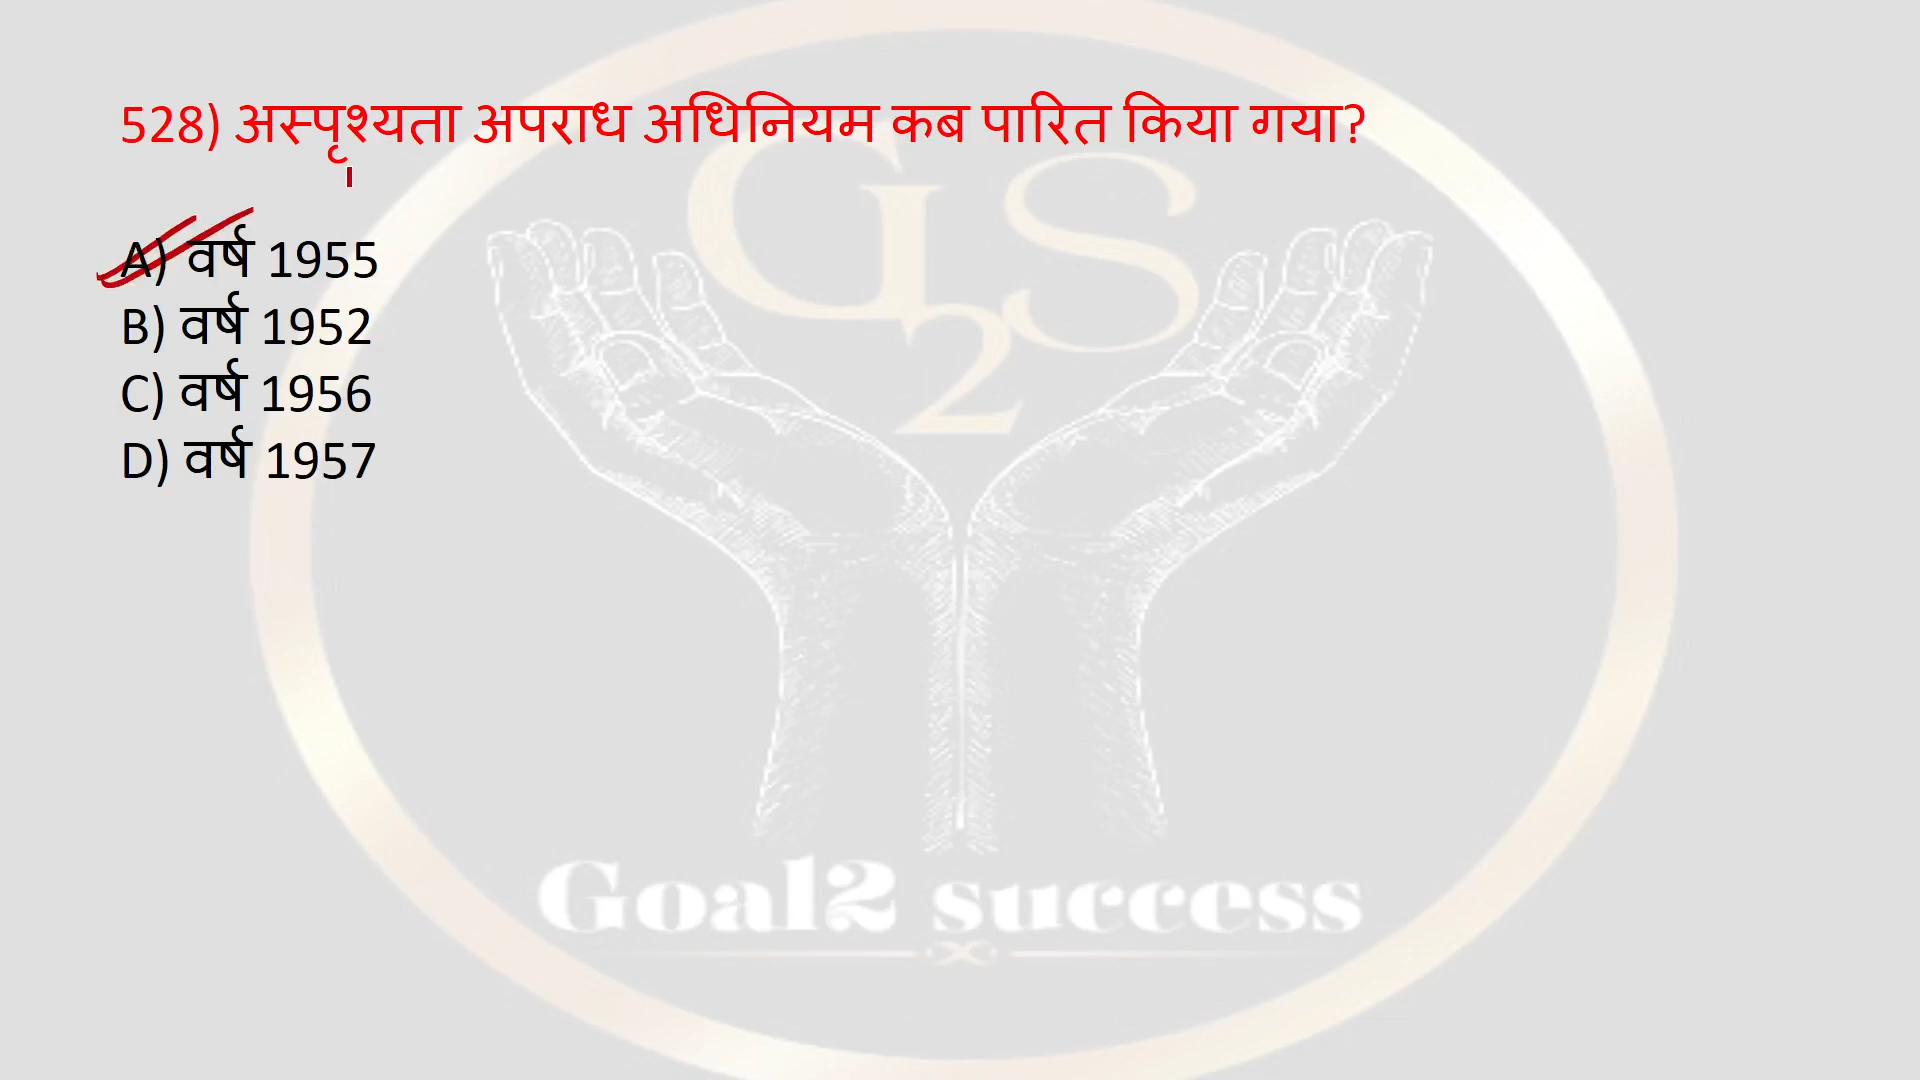 528) अस्पृश्यता अपराध अधिनियम कब पारित किया गया?
A) वर्ष 1955
B) वर्ष 1952
C) वर्ष 1956
D) वर्ष 1957
G2S
Goal2 success